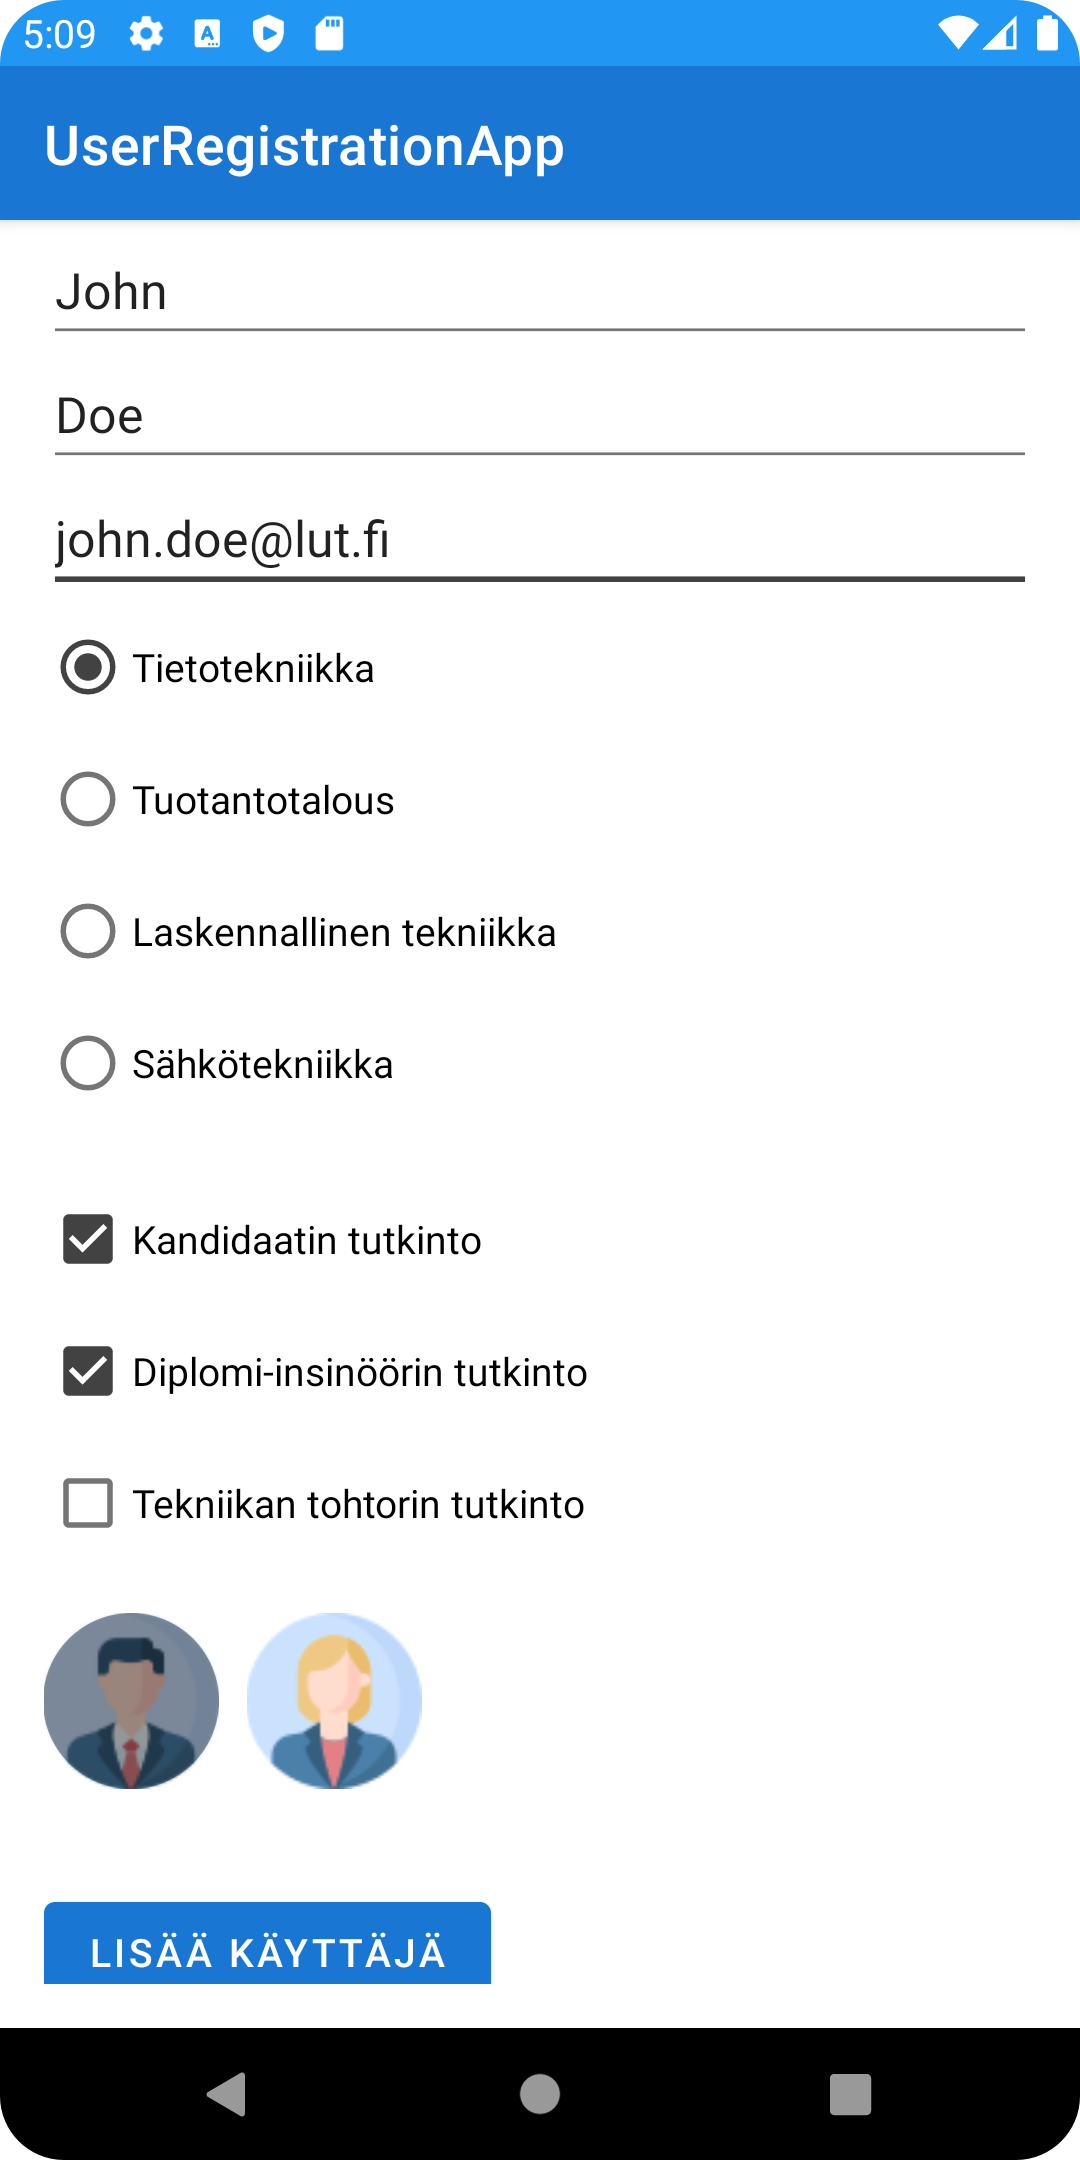 5:09
UserRegistrationApp
John
Doe
john.doe@lut.fi
Tietotekniikka
Tuotantotalous
Laskennallinen tekniikka
Sähkötekniikka
Kandidaatin tutkinto
Diplomi-insinöörin tutkinto
Tekniikan tohtorin tutkinto
LISÄÄ KÄYTTÄJÄ